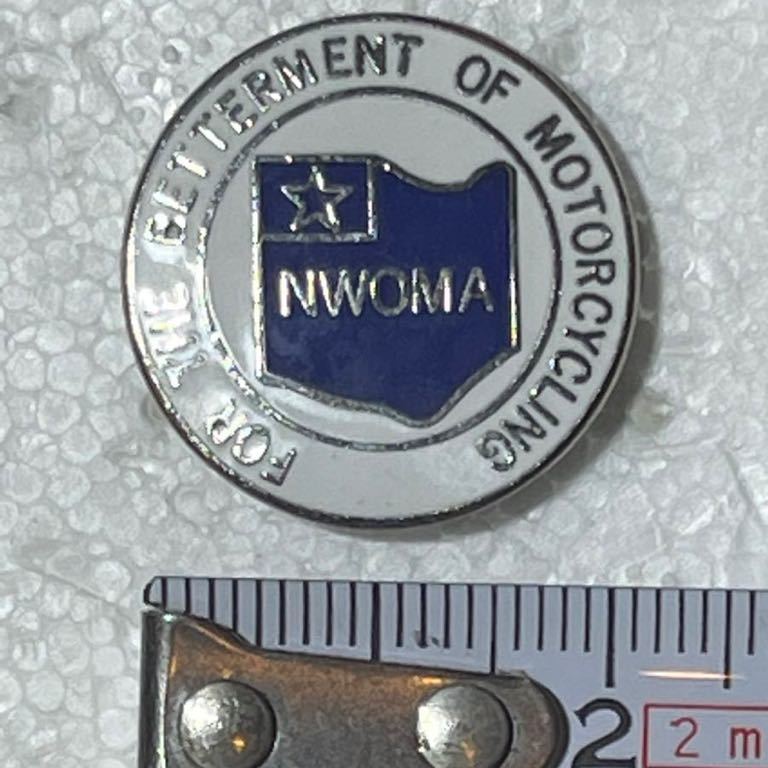 FOR THE BETTERMENT OF MOTORCYCLING
NWOMA
2
2 m